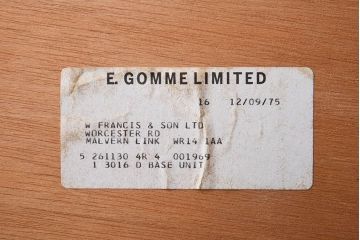 E. GOMME LIMITED
16 12/09/75
W FRANCIS & SON LTD
WORCESTER RD
MALVERN LINK WR14 1AA
5 261130 4R 4 001969
1 3016 D BASE UNIT